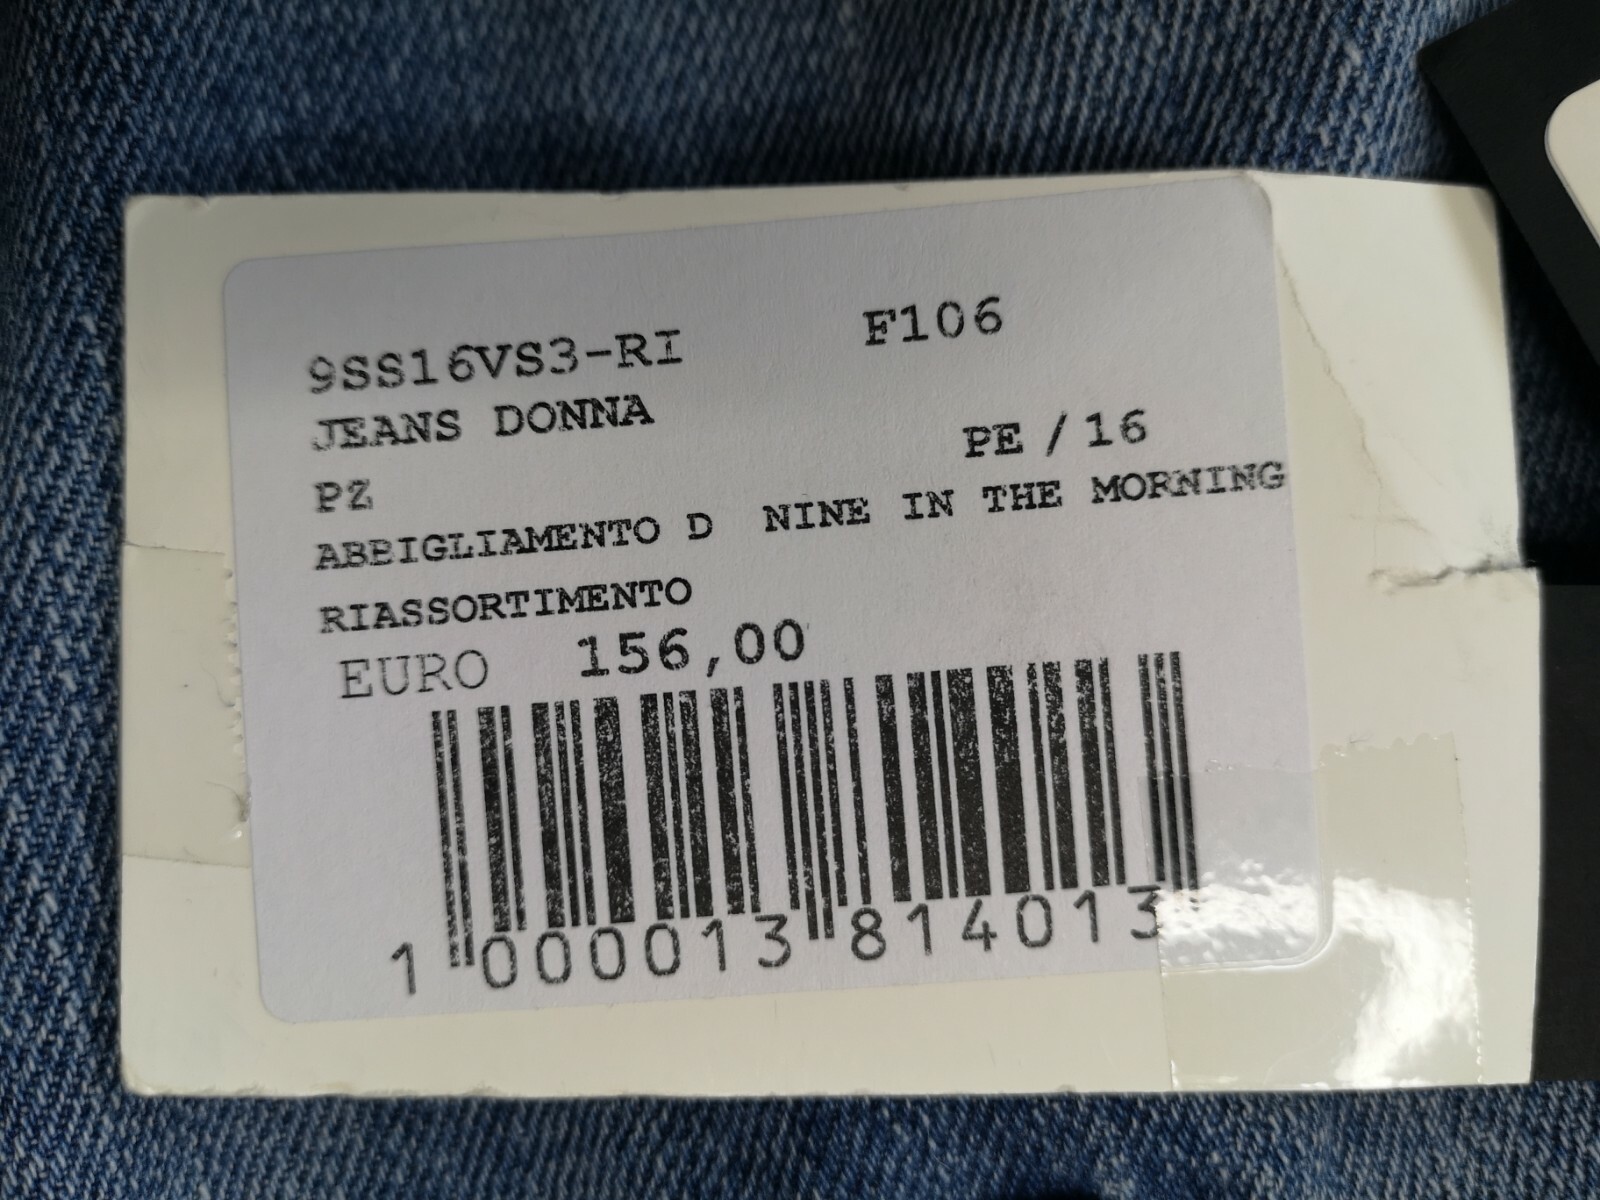 9SS16VS3-RI F106
JEANS DONNA
PE / 16
PZ
ABBIGLIAMENTO D NINE IN THE MORNING
RIASSORTIMENTO
EURO 156,00
1 000013 814013